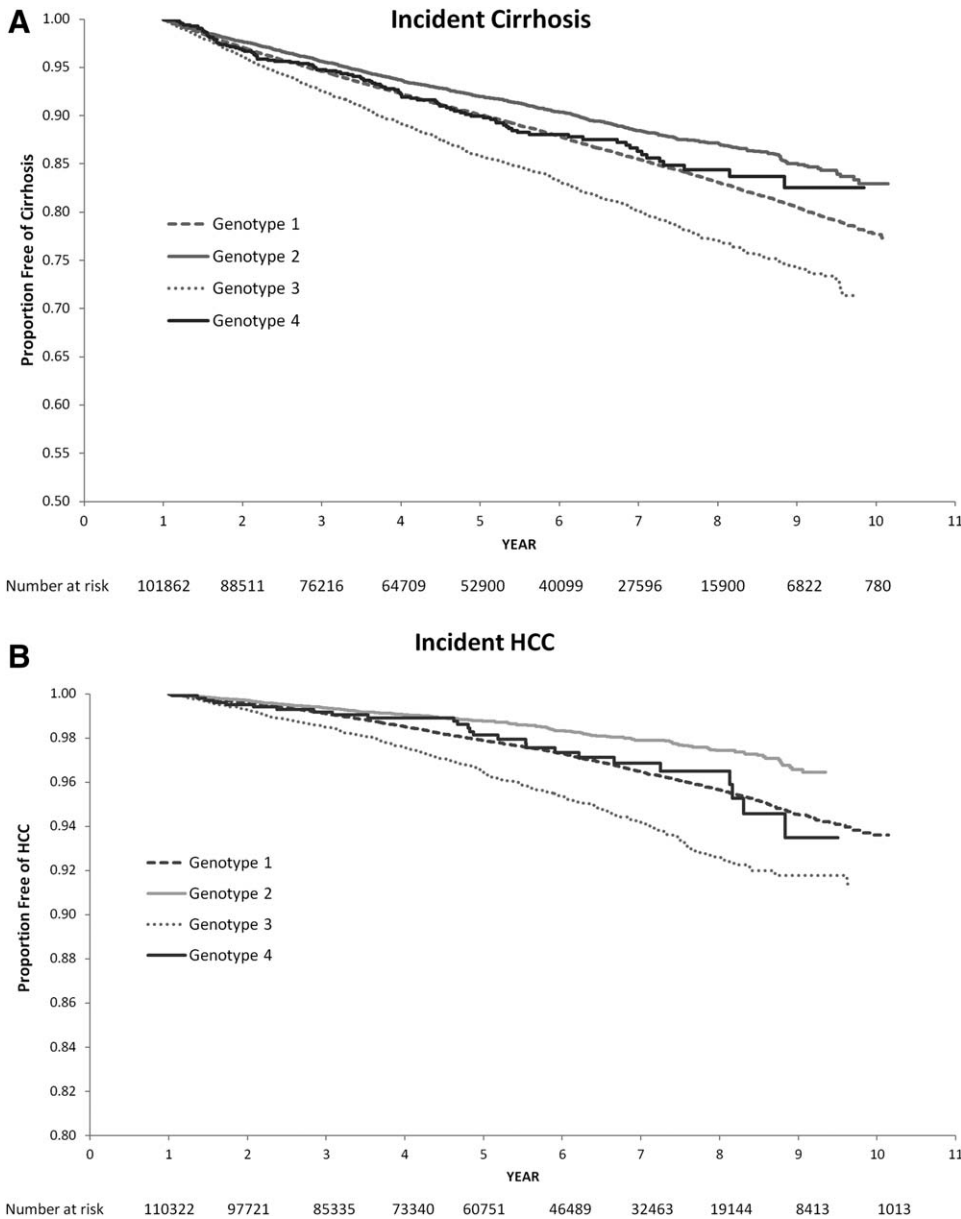 A
Incident Cirrhosis
Proportion Free of Cirrhosis
1.00
0.95
0.90
0.85
0.80
0.75
0.70
0.65
0.60
0.55
0.50
Genotype 1
Genotype 2
Genotype 3
Genotype 4
0 1 2 3 4 5 6 7 8 9 10 11
YEAR
Number at risk 101862 88511 76216 64709 52900 40099 27596 15900 6822 780
B
Incident HCC
Proportion Free of HCC
1.00
0.98
0.96
0.94
0.92
0.90
0.88
0.86
0.84
0.82
0.80
Genotype 1
Genotype 2
Genotype 3
Genotype 4
0 1 2 3 4 5 6 7 8 9 10 11
YEAR
Number at risk 110322 97721 85335 73340 60751 46489 32463 19144 8413 1013